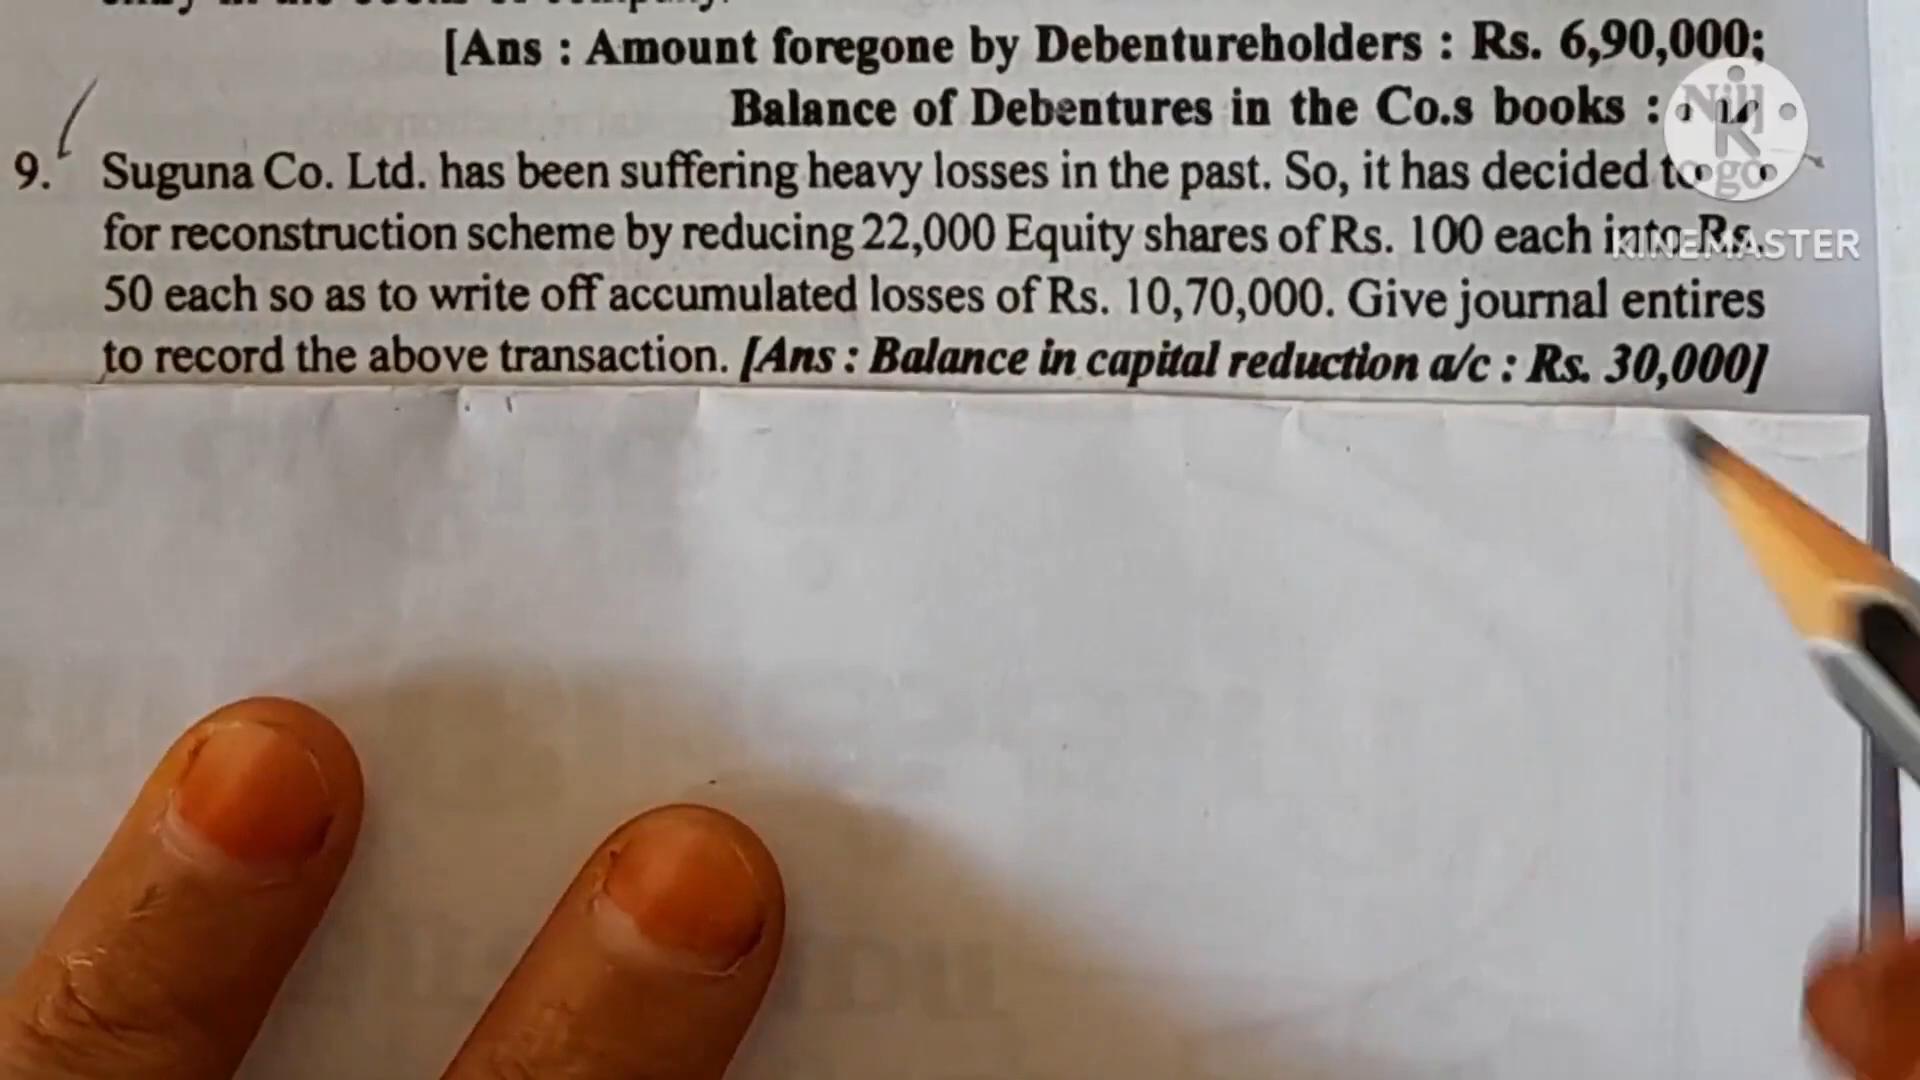 [Ans : Amount foregone by Debentureholders : Rs. 6,90,000;
Balance of Debentures in the Co.s books :
9. Suguna Co. Ltd. has been suffering heavy losses in the past. So, it has decided to
for reconstruction scheme by reducing 22,000 Equity shares of Rs. 100 each into Rs.
50 each so as to write off accumulated losses of Rs. 10,70,000. Give journal entires
to record the above transaction. [Ans : Balance in capital reduction a/c : Rs. 30,000]
KINEMASTER